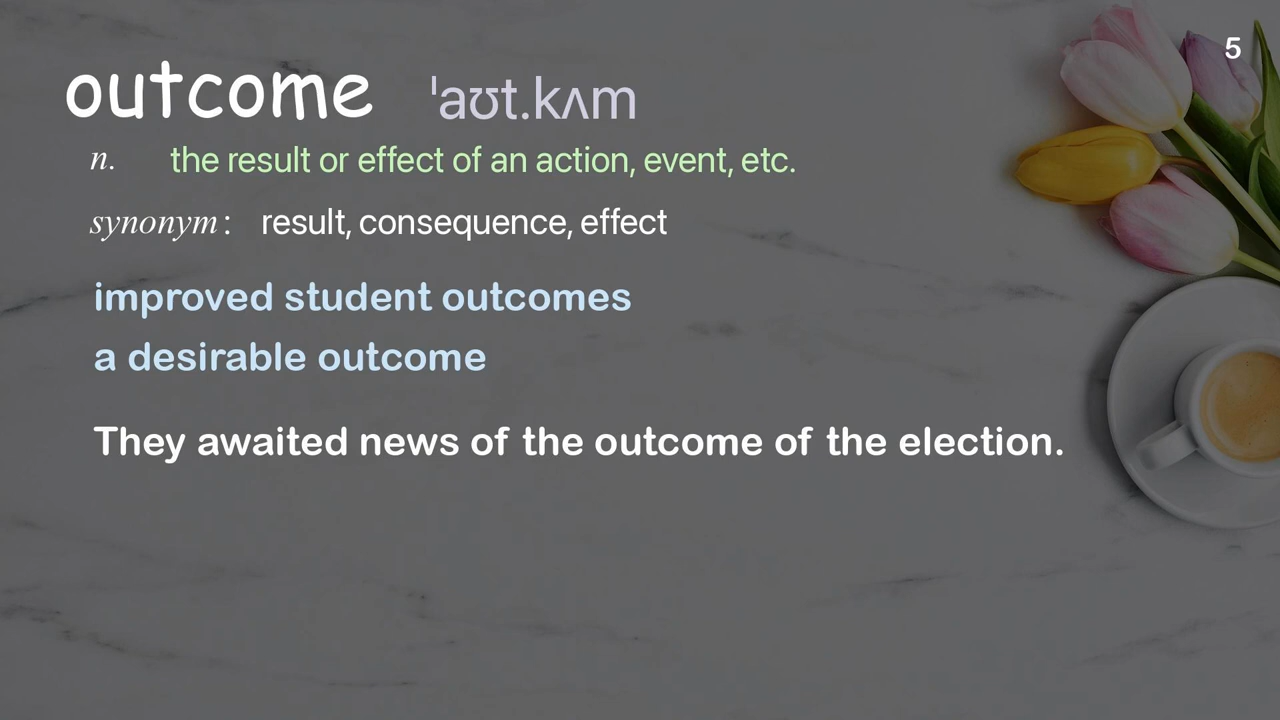 5
outcome ˈaʊt.kʌm
n. the result or effect of an action, event, etc.
synonym: result, consequence, effect
improved student outcomes
a desirable outcome
They awaited news of the outcome of the election.